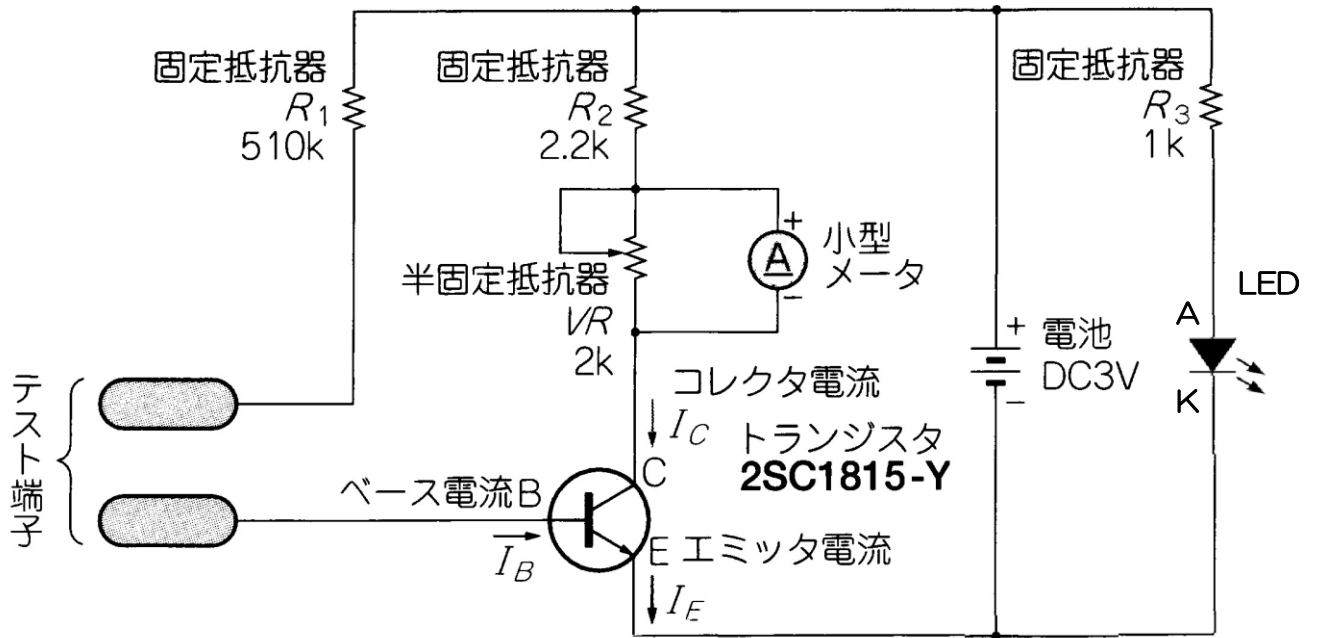 固定抵抗器
R1
510k
固定抵抗器
R2
2.2k
固定抵抗器
R3
1k
+
A
−
小型
メータ
半固定抵抗器
VR
2k
LED
A
K
+
−
電池
DC3V
テスト端子
コレクタ電流
IC
トランジスタ
2SC1815-Y
C
ベース電流B
IB
E エミッタ電流
IE